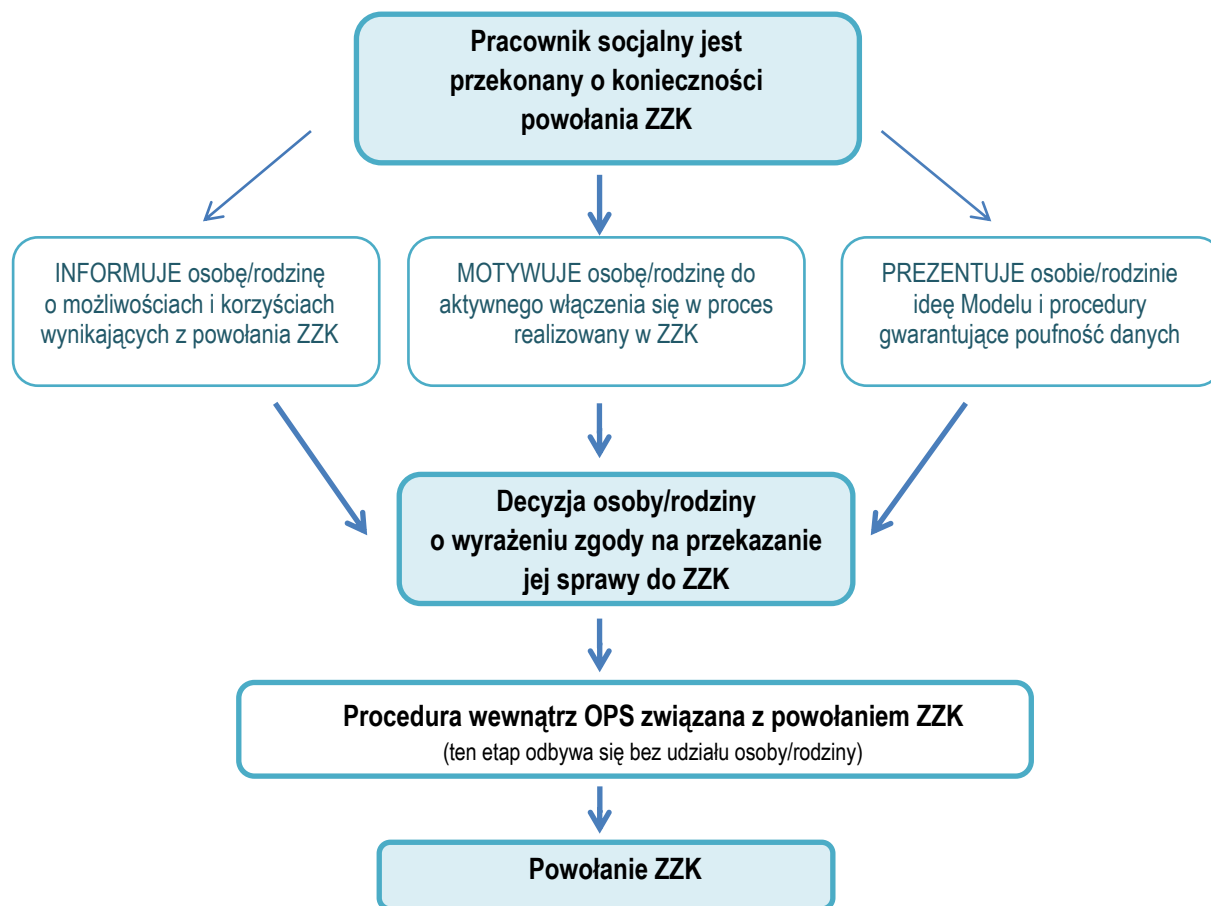 Pracownik socjalny jest
przekonany o konieczności
powołania ZZK
INFORMUJE osobę/rodzinę
o możliwościach i korzyściach
wynikających z powołania ZZK
MOTYWUJE osobę/rodzinę do
aktywnego włączenia się w proces
realizowany w ZZK
PREZENTUJE osobie/rodzinie
ideę Modelu i procedury
gwarantujące poufność danych
Decyzja osoby/rodziny
o wyrażeniu zgody na przekazanie
jej sprawy do ZZK
Procedura wewnątrz OPS związana z powołaniem ZZK
(ten etap odbywa się bez udziału osoby/rodziny)
Powołanie ZZK